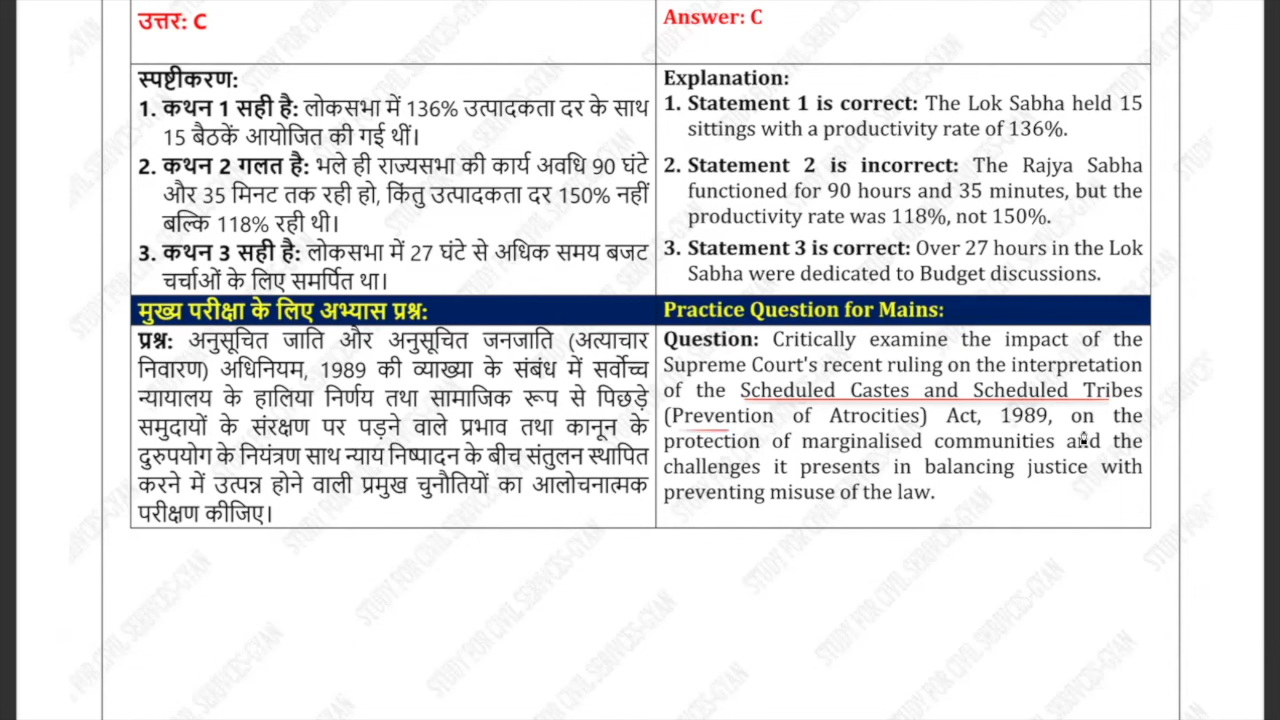 उत्तर: C
स्पष्टीकरण:
1. कथन 1 सही है: लोकसभा में 136% उत्पादकता दर के साथ
15 बैठकें आयोजित की गई थीं।
2. कथन 2 गलत है: भले ही राज्यसभा की कार्य अवधि 90 घंटे
और 35 मिनट तक रही हो, किंतु उत्पादकता दर 150% नहीं
बल्कि 118% रही थी।
3. कथन 3 सही है: लोकसभा में 27 घंटे से अधिक समय बजट
चर्चाओं के लिए समर्पित था।
मुख्य परीक्षा के लिए अभ्यास प्रश्न:
प्रश्न: अनुसूचित जाति और अनुसूचित जनजाति (अत्याचार
निवारण) अधिनियम, 1989 की व्याख्या के संबंध में सर्वोच्च
न्यायालय के हालिया निर्णय तथा सामाजिक रूप से पिछड़े
समुदायों के संरक्षण पर पड़ने वाले प्रभाव तथा कानून के
दुरुपयोग के नियंत्रण साथ न्याय निष्पादन के बीच संतुलन स्थापित
करने में उत्पन्न होने वाली प्रमुख चुनौतियों का आलोचनात्मक
परीक्षण कीजिए।
Answer: C
Explanation:
1. Statement 1 is correct: The Lok Sabha held 15
sittings with a productivity rate of 136%.
2. Statement 2 is incorrect: The Rajya Sabha
functioned for 90 hours and 35 minutes, but the
productivity rate was 118%, not 150%.
3. Statement 3 is correct: Over 27 hours in the Lok
Sabha were dedicated to Budget discussions.
Practice Question for Mains:
Question: Critically examine the impact of the
Supreme Court's recent ruling on the interpretation
of the Scheduled Castes and Scheduled Tribes
(Prevention of Atrocities) Act, 1989, on the
protection of marginalised communities and the
challenges it presents in balancing justice with
preventing misuse of the law.
STUDY FOR CIVIL SERVICES-GYAN